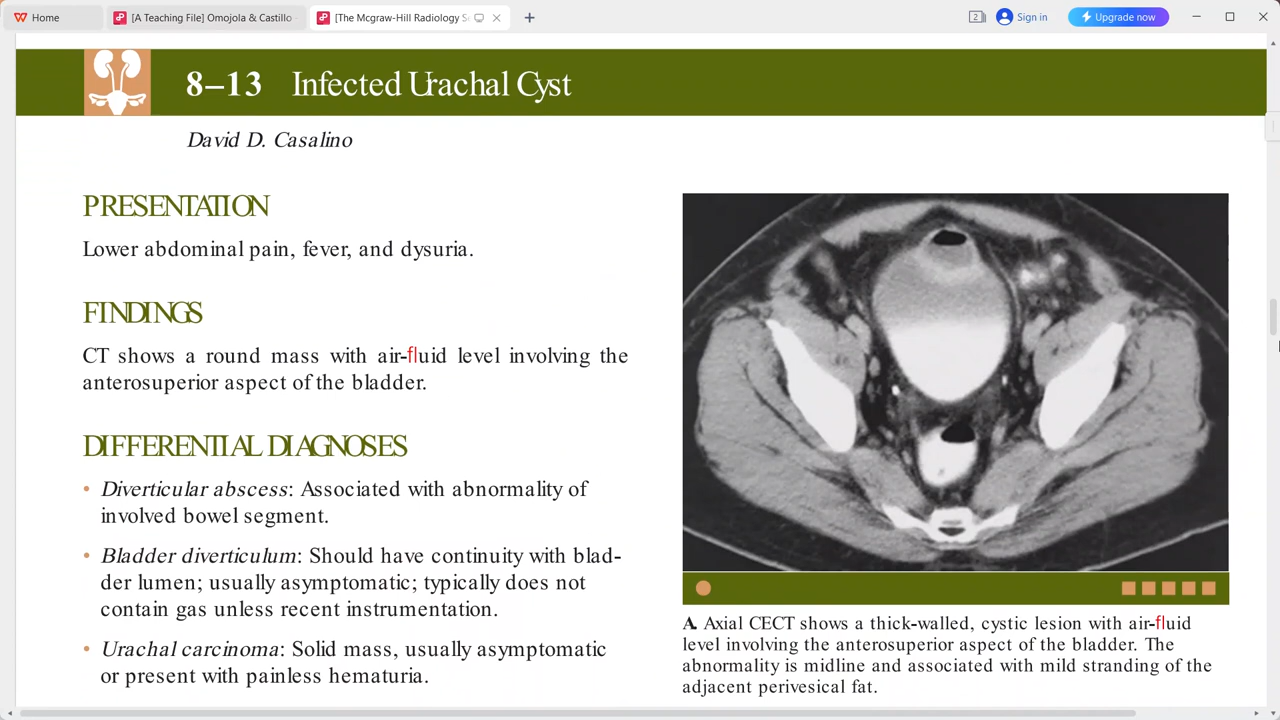 Home
[A Teaching File] Omojola & Castillo
[The Mcgraw-Hill Radiology S
2
Sign in
Upgrade now
8–13 Infected Urachal Cyst
David D. Casalino
PRESENTATION
Lower abdominal pain, fever, and dysuria.
FINDINGS
CT shows a round mass with air-fluid level involving the
anterosuperior aspect of the bladder.
DIFFERENTIAL DIAGNOSES
• Diverticular abscess: Associated with abnormality of
involved bowel segment.
• Bladder diverticulum: Should have continuity with blad-
der lumen; usually asymptomatic; typically does not
contain gas unless recent instrumentation.
• Urachal carcinoma: Solid mass, usually asymptomatic
or present with painless hematuria.
A. Axial CECT shows a thick-walled, cystic lesion with air-fluid
level involving the anterosuperior aspect of the bladder. The
abnormality is midline and associated with mild stranding of the
adjacent perivesical fat.